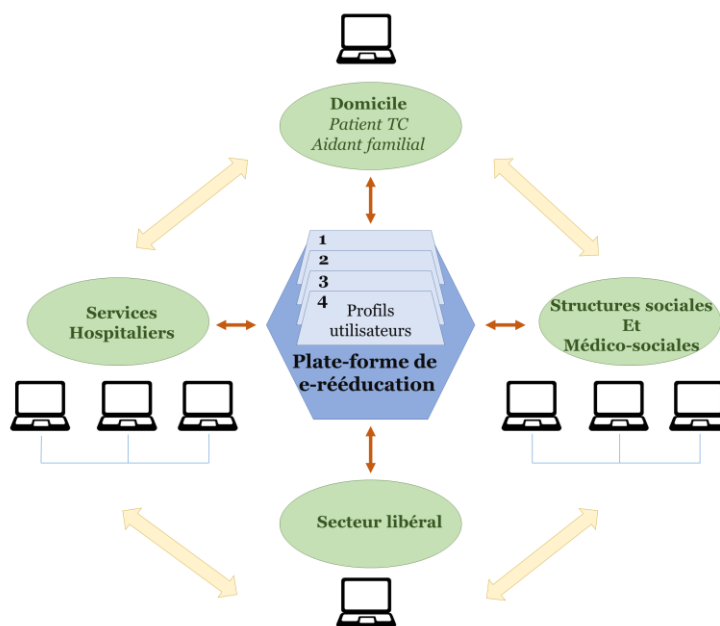 Domicile
Patient TC
Aidant familial
1
2
3
4
Profils
utilisateurs
Plate-forme de
e-rééducation
Services
Hospitaliers
Structures sociales
Et
Médico-sociales
Secteur libéral